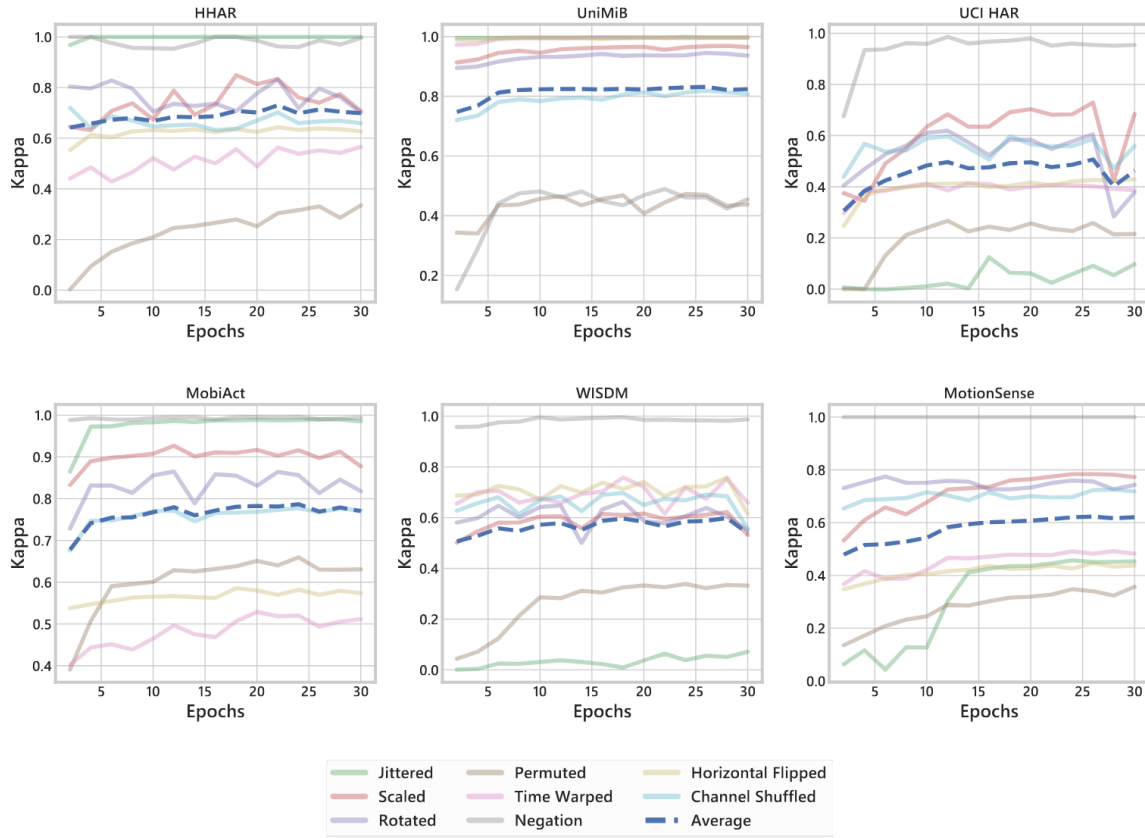 HHAR
UniMiB
UCI HAR
Kappa
1.0
0.8
0.6
0.4
0.2
0.0
5 10 15 20 25 30
Epochs
Kappa
1.0
0.8
0.6
0.4
0.2
5 10 15 20 25 30
Epochs
Kappa
1.0
0.8
0.6
0.4
0.2
0.0
5 10 15 20 25 30
Epochs
MobiAct
WISDM
MotionSense
Kappa
1.0
0.9
0.8
0.7
0.6
0.5
0.4
5 10 15 20 25 30
Epochs
Kappa
1.0
0.8
0.6
0.4
0.2
0.0
5 10 15 20 25 30
Epochs
Kappa
1.0
0.8
0.6
0.4
0.2
0.0
5 10 15 20 25 30
Epochs
Jittered Permuted Horizontal Flipped
Scaled Time Warped Channel Shuffled
Rotated Negation Average